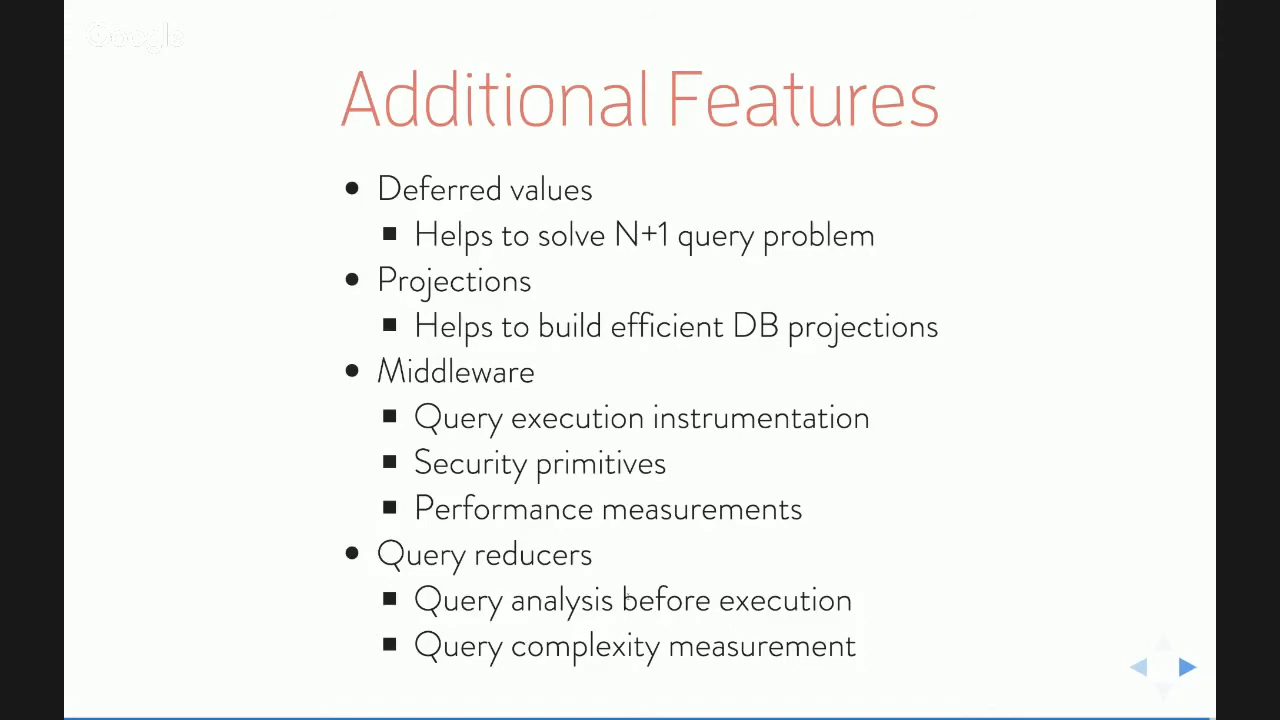 Google
Additional Features
Deferred values
Helps to solve N+1 query problem
Projections
Helps to build efficient DB projections
Middleware
Query execution instrumentation
Security primitives
Performance measurements
Query reducers
Query analysis before execution
Query complexity measurement